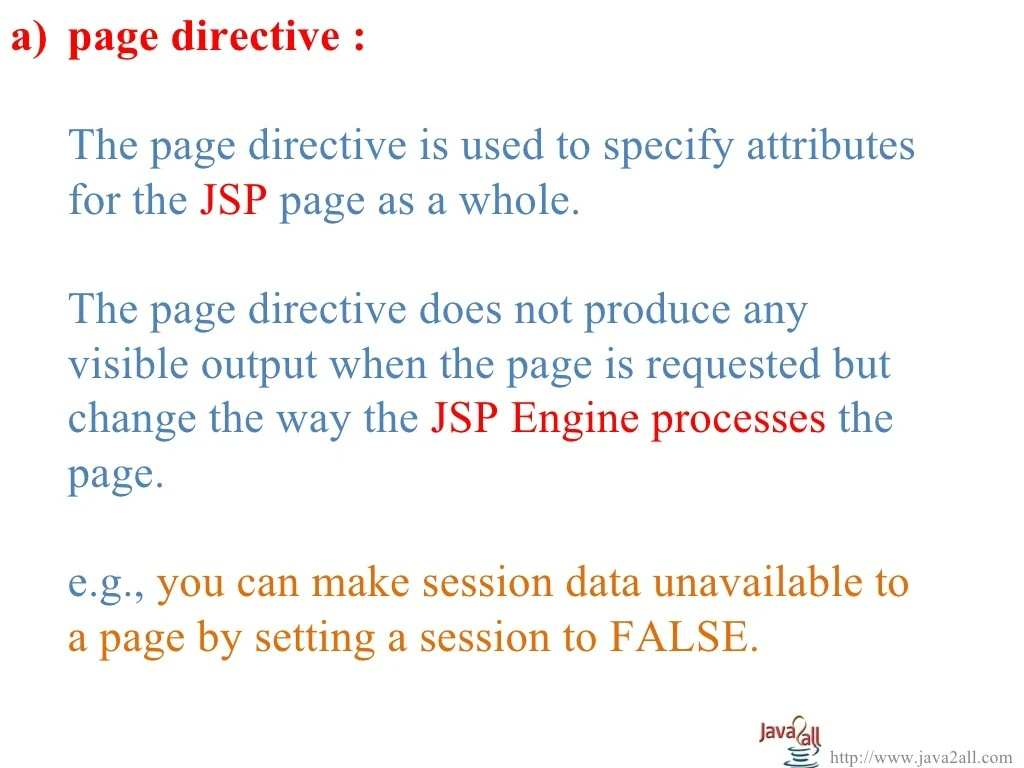 a) page directive :
The page directive is used to specify attributes
for the JSP page as a whole.
The page directive does not produce any
visible output when the page is requested but
change the way the JSP Engine processes the
page.
e.g., you can make session data unavailable to
a page by setting a session to FALSE.
Java2all
http://www.java2all.com